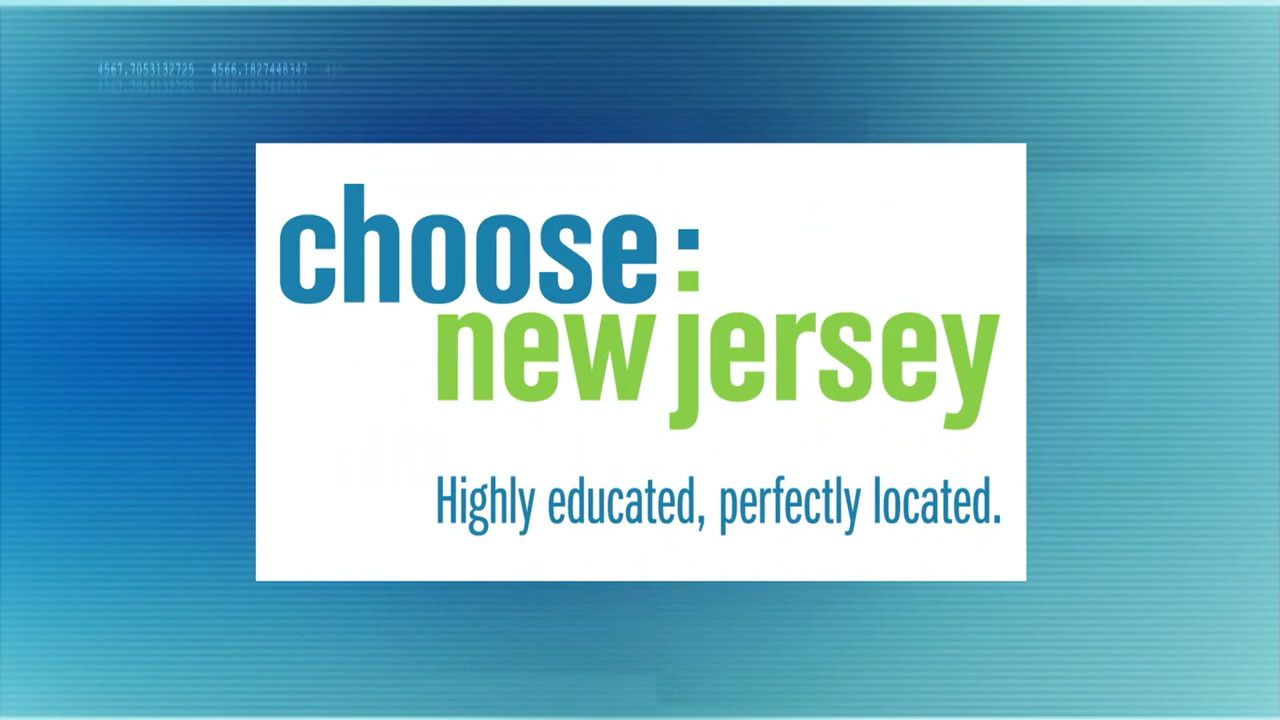 4567.7053132725 4566.1827448347
choose:
new jersey
Highly educated, perfectly located.